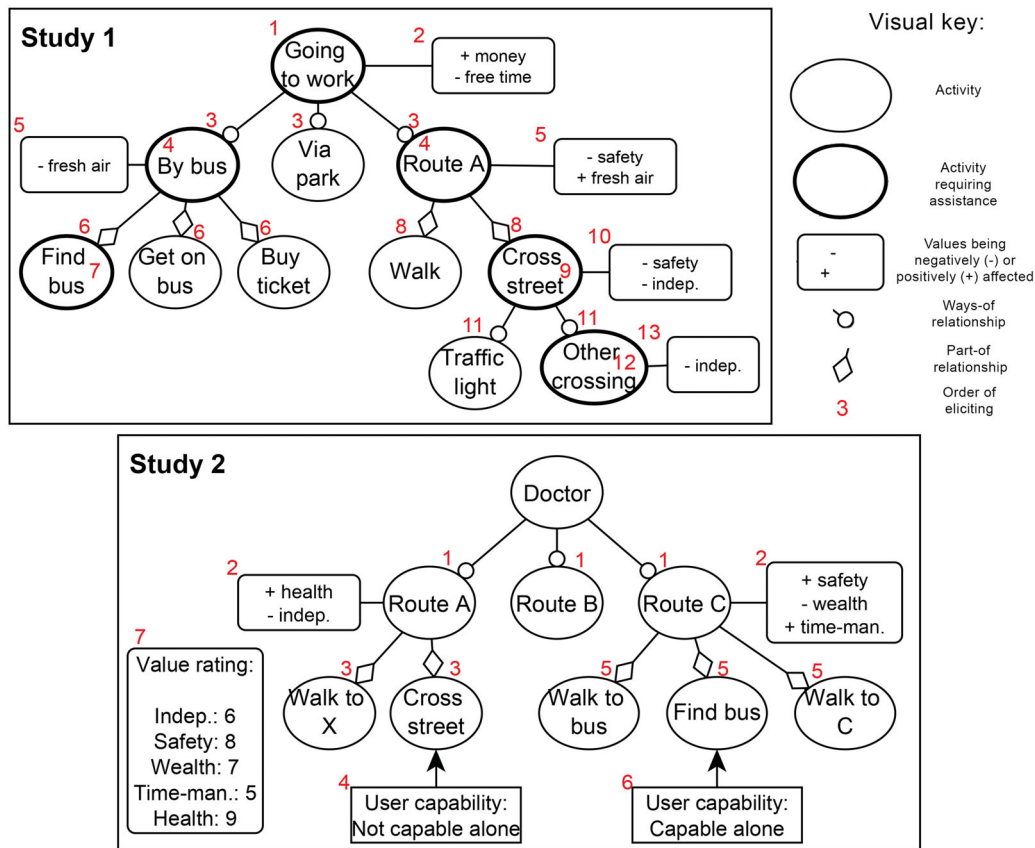 Study 1
1
Going
to work
2
+ money
- free time
3
3
3
5
- fresh air
4
By bus
Via
park
4
Route A
5
- safety
+ fresh air
6
6
6
Find
bus
7
Get on
bus
Buy
ticket
8
8
Walk
Cross
street
9
10
- safety
- indep.
11
11
Traffic
light
Other
crossing
12
13
- indep.
Visual key:
Activity
Activity
requiring
assistance
-
+
Values being
negatively (-) or
positively (+) affected
Ways-of
relationship
Part-of
relationship
3
Order of
eliciting
Study 2
Doctor
1
1
1
2
+ health
- indep.
Route A
Route B
Route C
2
+ safety
- wealth
+ time-man.
3
3
Walk to
X
Cross
street
5
5
5
Walk to
bus
Find bus
Walk to
C
7
Value rating:
Indep.: 6
Safety: 8
Wealth: 7
Time-man.: 5
Health: 9
4
User capability:
Not capable alone
6
User capability:
Capable alone